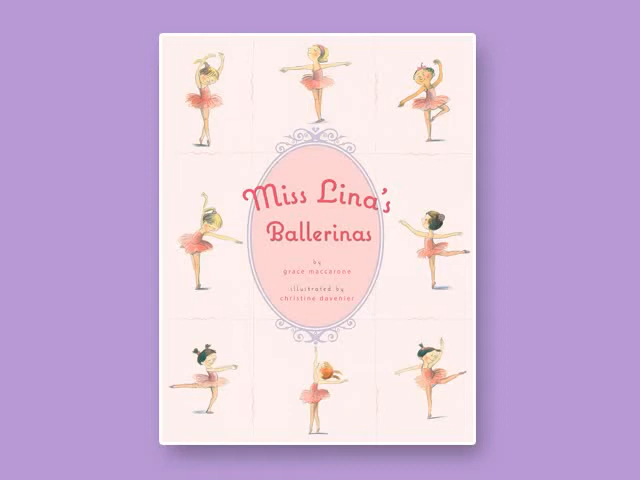 Miss Lina's
Ballerinas
by
grace maccarone
illustrated by
christine davenier